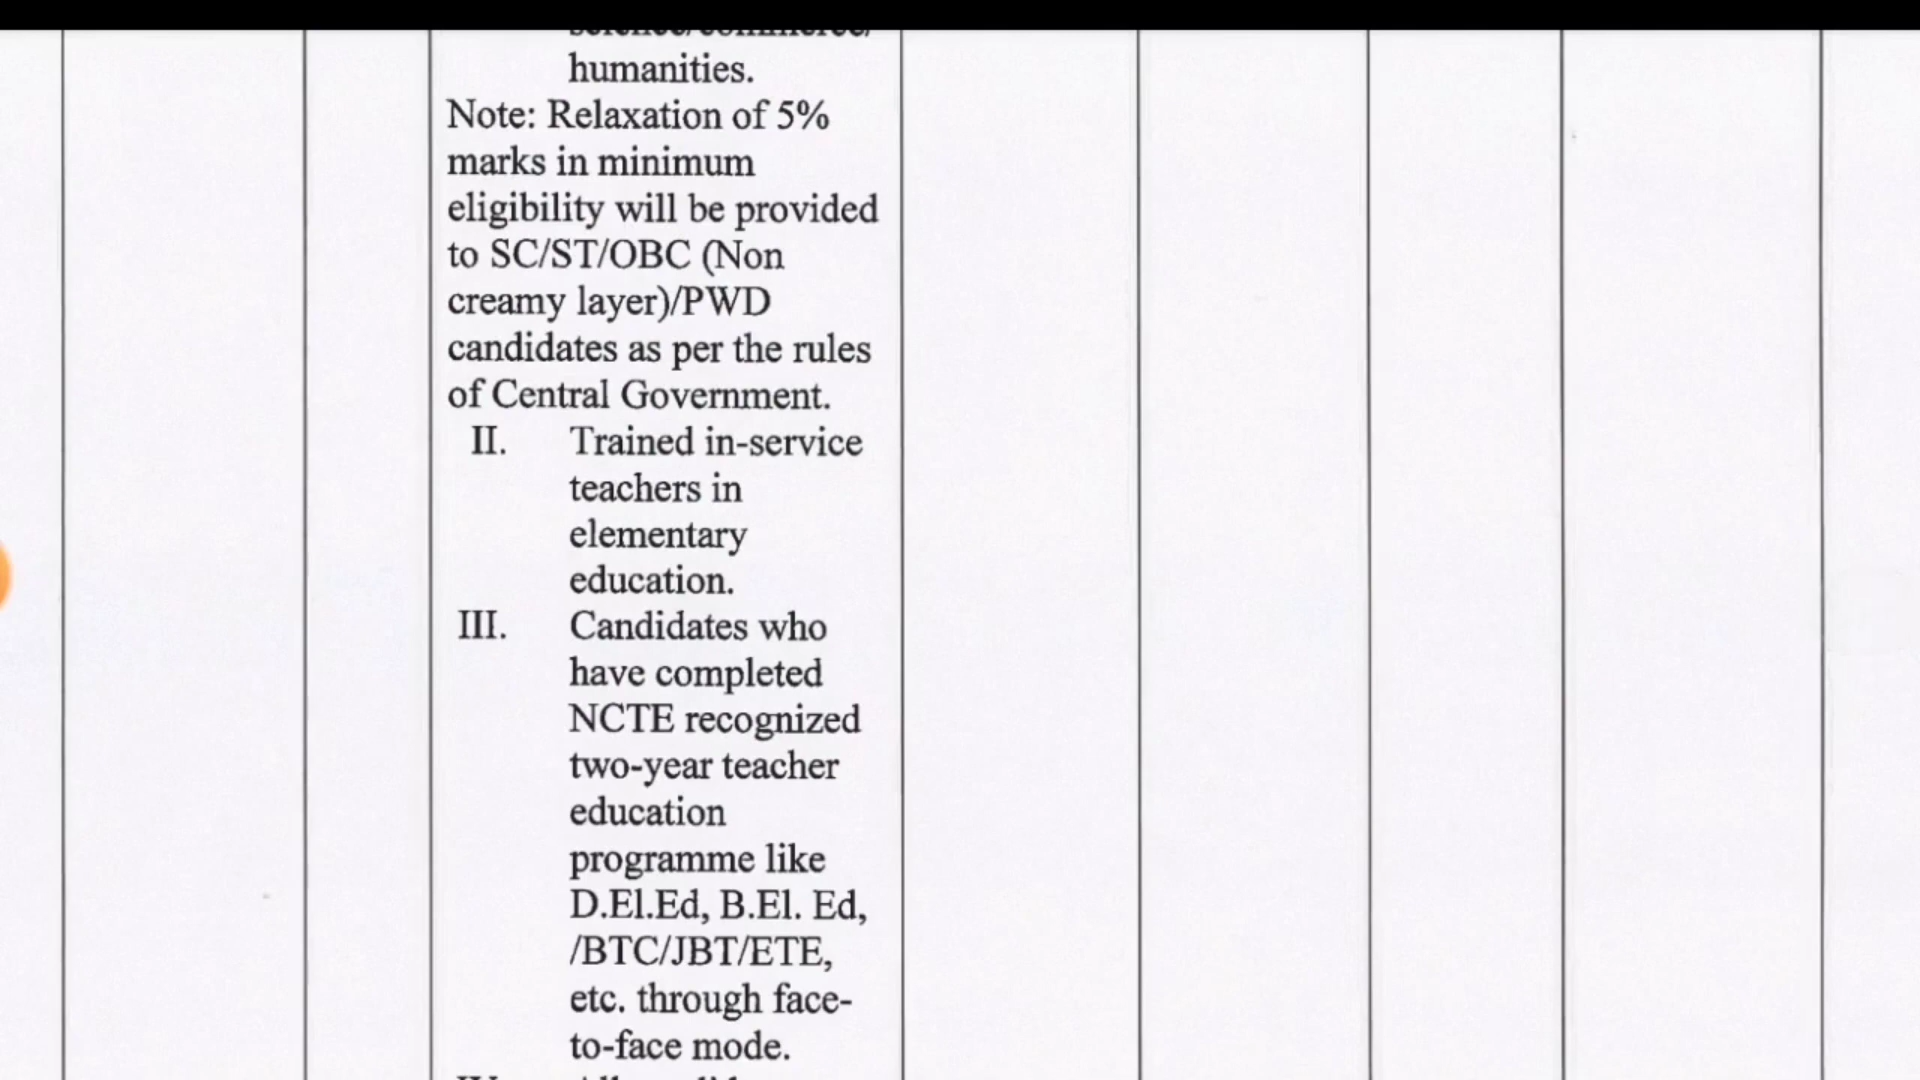 humanities.
Note: Relaxation of 5%
marks in minimum
eligibility will be provided
to SC/ST/OBC (Non
creamy layer)/PWD
candidates as per the rules
of Central Government.
II. Trained in-service
teachers in
elementary
education.
III. Candidates who
have completed
NCTE recognized
two-year teacher
education
programme like
D.El.Ed, B.El. Ed,
/BTC/JBT/ETE,
etc. through face-
to-face mode.